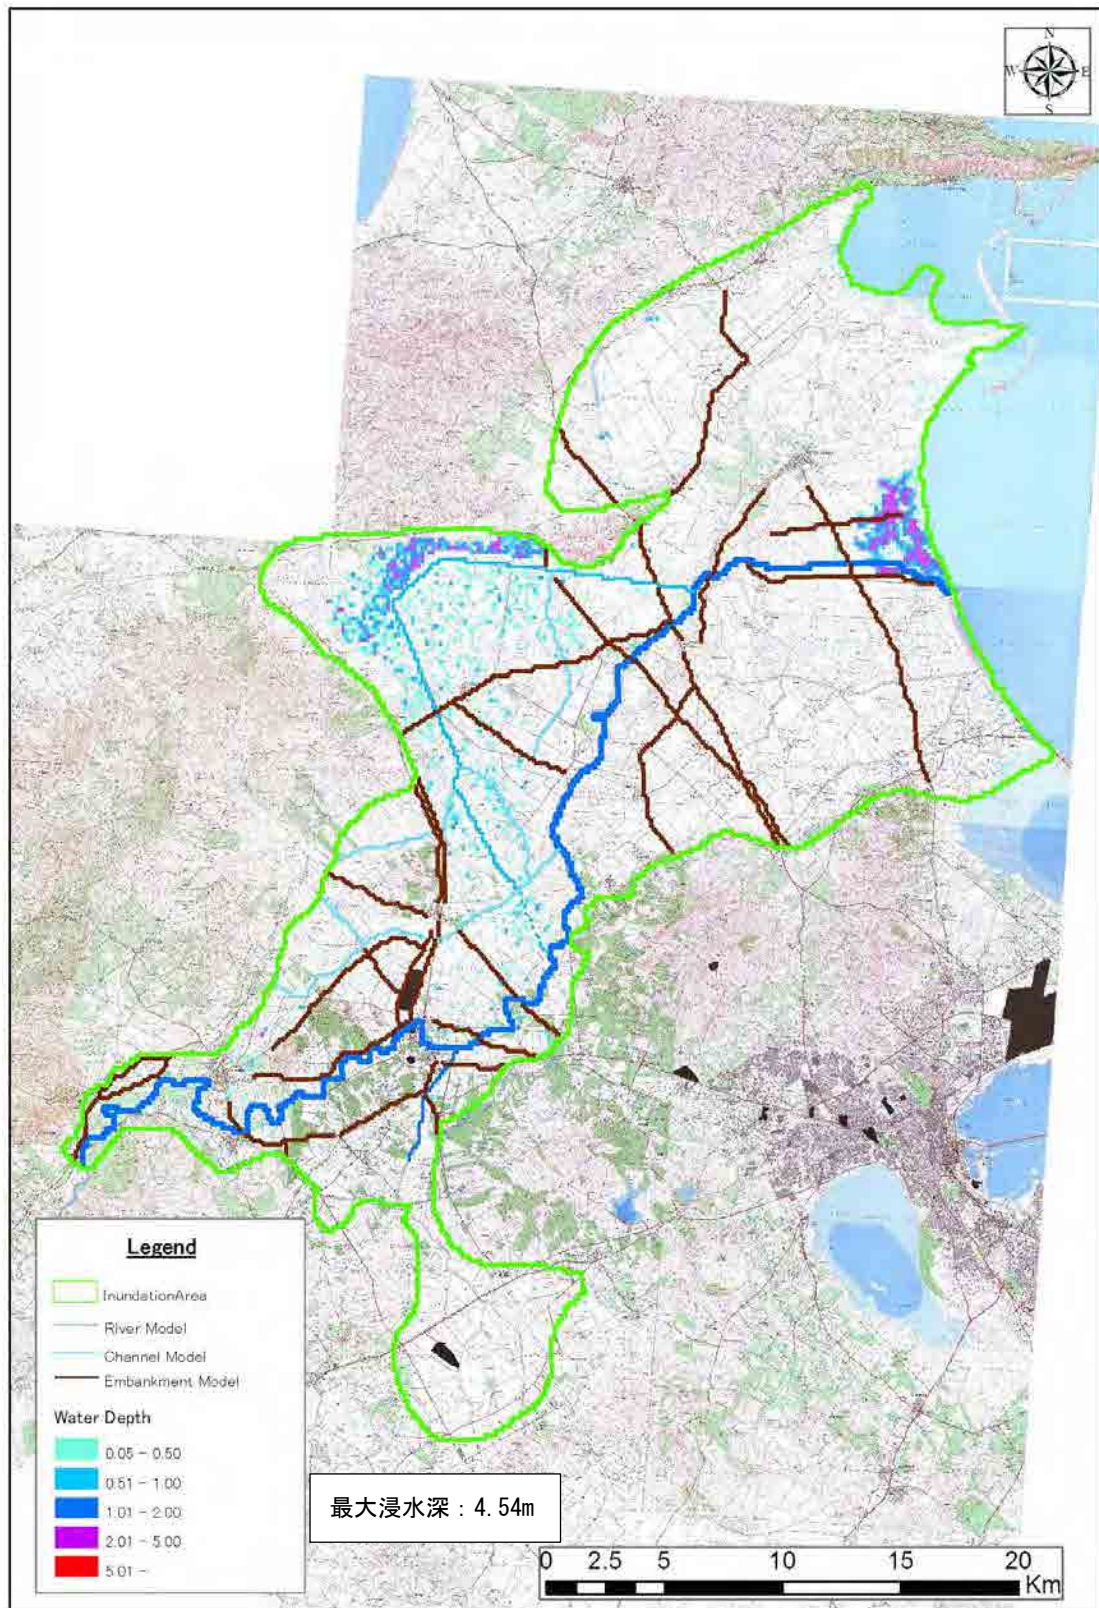 N
W E
S
Legend
InundationArea
River Model
Channel Model
Embankment Model
Water Depth
0.05 - 0.50
0.51 - 1.00
1.01 - 2.00
2.01 - 5.00
5.01 -
最大浸水深：4.54m
0 2.5 5 10 15 20
Km